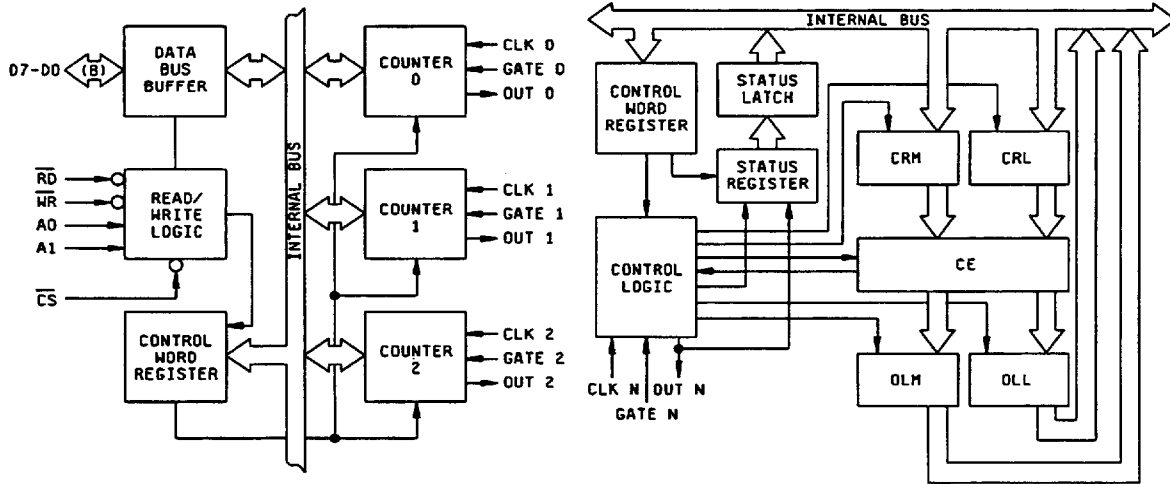 DATA
BUS
BUFFER
D7-D0
(8)
COUNTER
0
CLK 0
GATE 0
OUT 0
RD
WR
A0
A1
READ/
WRITE
LOGIC
CS
INTERNAL BUS
COUNTER
1
CLK 1
GATE 1
OUT 1
CONTROL
WORD
REGISTER
COUNTER
2
CLK 2
GATE 2
OUT 2
INTERNAL BUS
CONTROL
WORD
REGISTER
STATUS
LATCH
STATUS
REGISTER
CRM
CRL
CONTROL
LOGIC
CE
OLM
OLL
CLK N
OUT N
GATE N